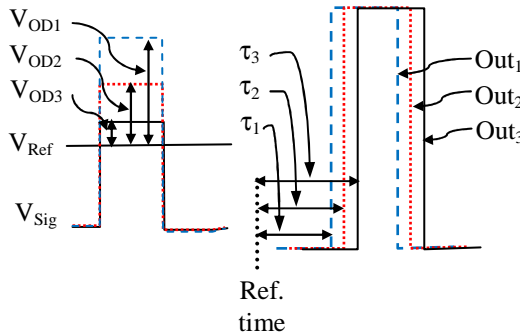 V_OD1
V_OD2
V_OD3
V_Ref
V_Sig
τ_3
τ_2
τ_1
Out_1
Out_2
Out_3
Ref.
time